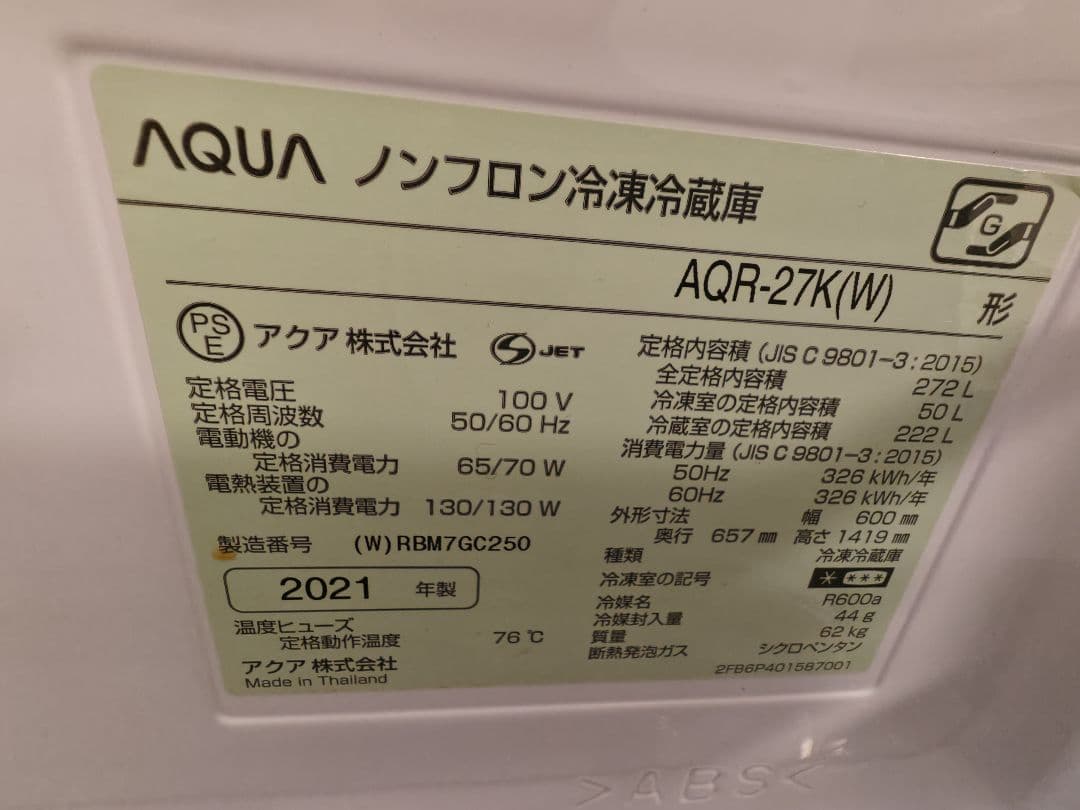 AQUA ノンフロン冷凍冷蔵庫
G
AQR-27K(W) 形
PSE アクア 株式会社 S JET
定格電圧 100 V
定格周波数 50/60 Hz
電動機の
定格消費電力 65/70 W
電熱装置の
定格消費電力 130/130 W
製造番号 (W)RBM7GC250
2021 年製
温度ヒューズ
定格動作温度 76 ℃
アクア 株式会社
Made in Thailand
定格内容積 (JIS C 9801-3:2015)
全定格内容積 272 L
冷凍室の定格内容積 50 L
冷蔵室の定格内容積 222 L
消費電力量 (JIS C 9801-3:2015)
50Hz 326 kWh/年
60Hz 326 kWh/年
外形寸法 幅 600 ㎜
奥行 657 ㎜ 高さ 1419 ㎜
種類 冷凍冷蔵庫
冷凍室の記号 * ***
冷媒名 R600a
冷媒封入量 44 g
質量 62 kg
断熱発泡ガス シクロペンタン
2FB6P401587001
>ABS<